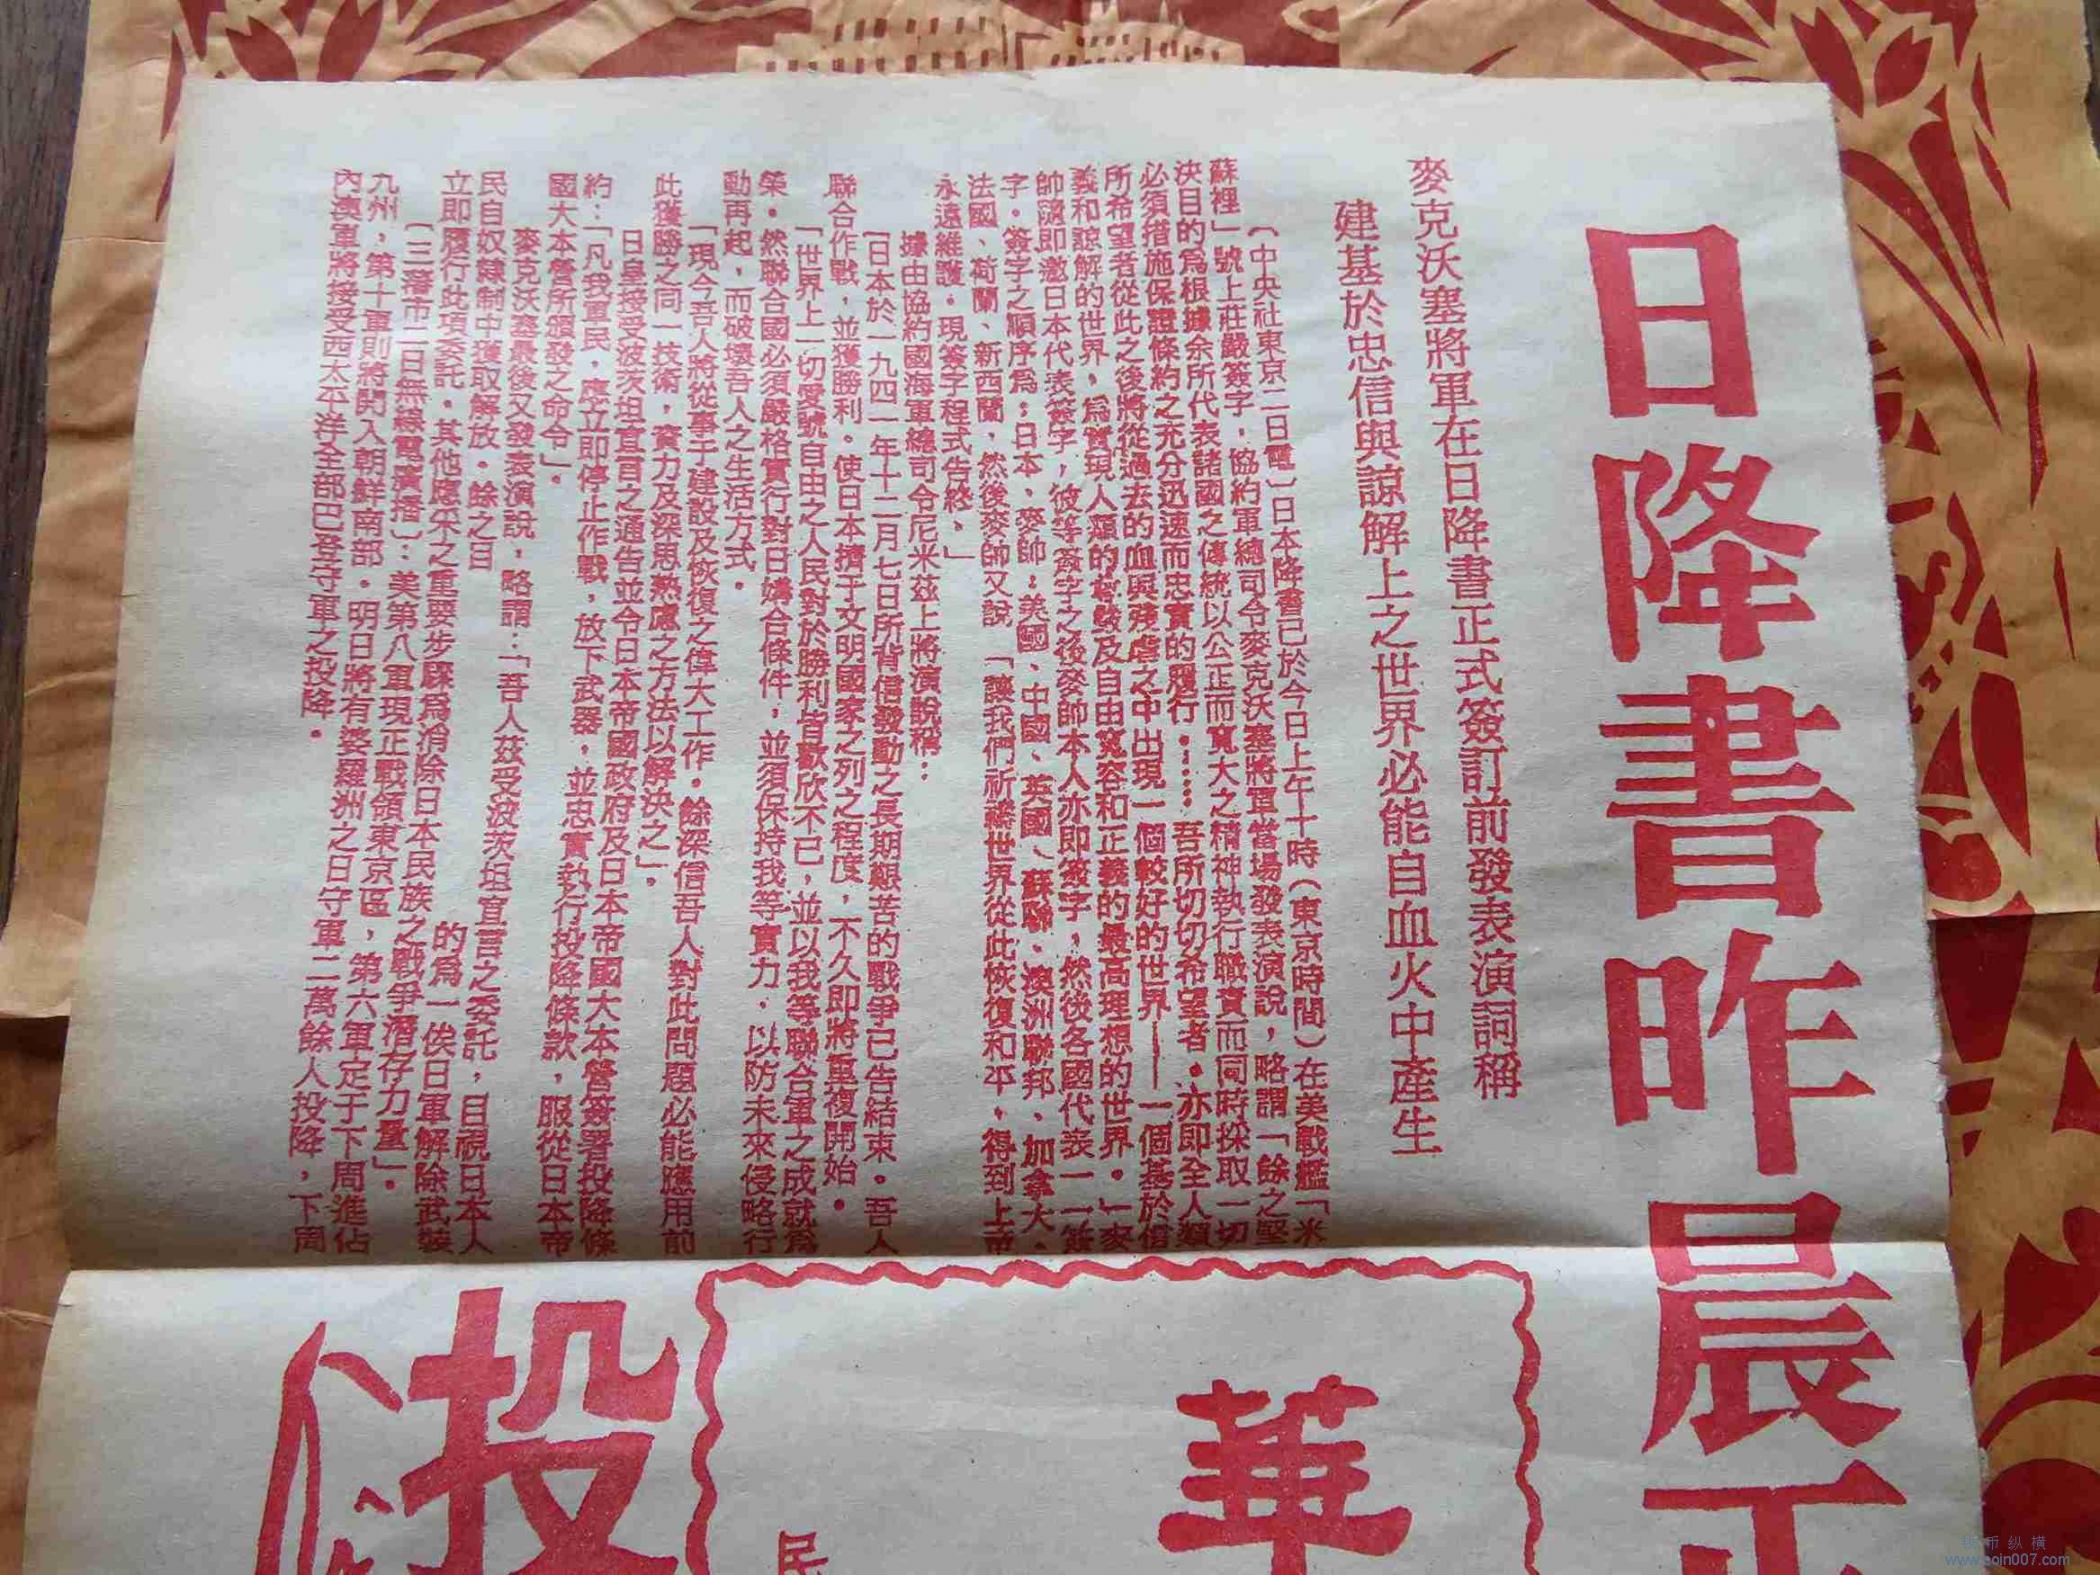 日降書昨晨正
麥克沃塞將軍在日降書正式簽訂前發表演詞稱
建基於忠信與諒解上之世界必能自血火中產生
〔中央社東京二日電〕日本降書已於今日上午十時(東京時間)在美戰艦「米
蘇裡」號上莊嚴簽字,協約軍總司令麥克沃塞將軍當場發表演說,略謂「餘之堅
決目的為根據余所代表諸國之傳統以公正而寬大之精神執行職責而同時採取一切
必須措施保證條約之充分迅速而忠實的履行。……吾所切切希望者。亦即全人類
所希望者從此之後將從過去的血與殘虐之中出現一個較好的世界——一個基於信
義和諒解的世界,為實現人類的尊嚴及自由寬容和正義的最高理想的世界。」麥
帥隨即邀日本代表簽字,彼等簽字之後麥帥本人亦即簽字,然後各國代表一一簽
字。簽字之順序為:日本、麥帥:美國、中國、英國、蘇聯、澳洲聯邦、加拿大、
法國、荷蘭、新西蘭、然後麥帥又說 「讓我們祈禱世界從此恢復和平,得到上帝
永遠維護。現簽字程式告終、」
據由協約國海軍總司令尼米茲上將演說稱:
〔日本於一九四一年十二月七日所背信發動之長期艱苦的戰爭已告結束。吾人
聯合作戰,並獲勝利。使日本擠于文明國家之列之程度,不久即將重複開始。
「世界上一切愛號自由之人民對於勝利皆歡欣不已,並以我等聯合軍之成就為
榮。然聯合國必須嚴格實行對日媾合條件,並須保持我等實力,以防未來侵略行
動再起,而破壞吾人之生活方式。
「現今吾人將從事于建設及恢復之偉大工作。餘深信吾人對此問題必能應用前
此獲勝之同一技術,資力及深思熟慮之方法以解決之」,
日皇授受波茨坦宣言之通告並令日本帝國政府及日本帝國大本營簽署投降條
約:「凡我軍民,應立即停止作戰,放下武器,並忠實執行投降條款,服從日本帝
國大本營所頒發之命令」。
麥克沃塞最後又發表演說,略謂:「吾人茲受波茨坦宣言之委託,目視日本人
民自奴隸制中獲取解放。餘之目的為一俟日軍解除武裝
立即履行此項委託。其他應采之重要步驟為消除日本民族之戰爭潛存力量」。
〔三藩市二日無線電廣播〕:美第八軍現正戰領東京區,第六軍定于下周進佔
九州,第十軍則將開入朝鮮南部。明日將有婆羅洲之日守軍二萬餘人投降,下周
內澳軍將接受西太平洋全部巴登守軍之投降。
華
民
投
錢币纵横
www.coin007.com